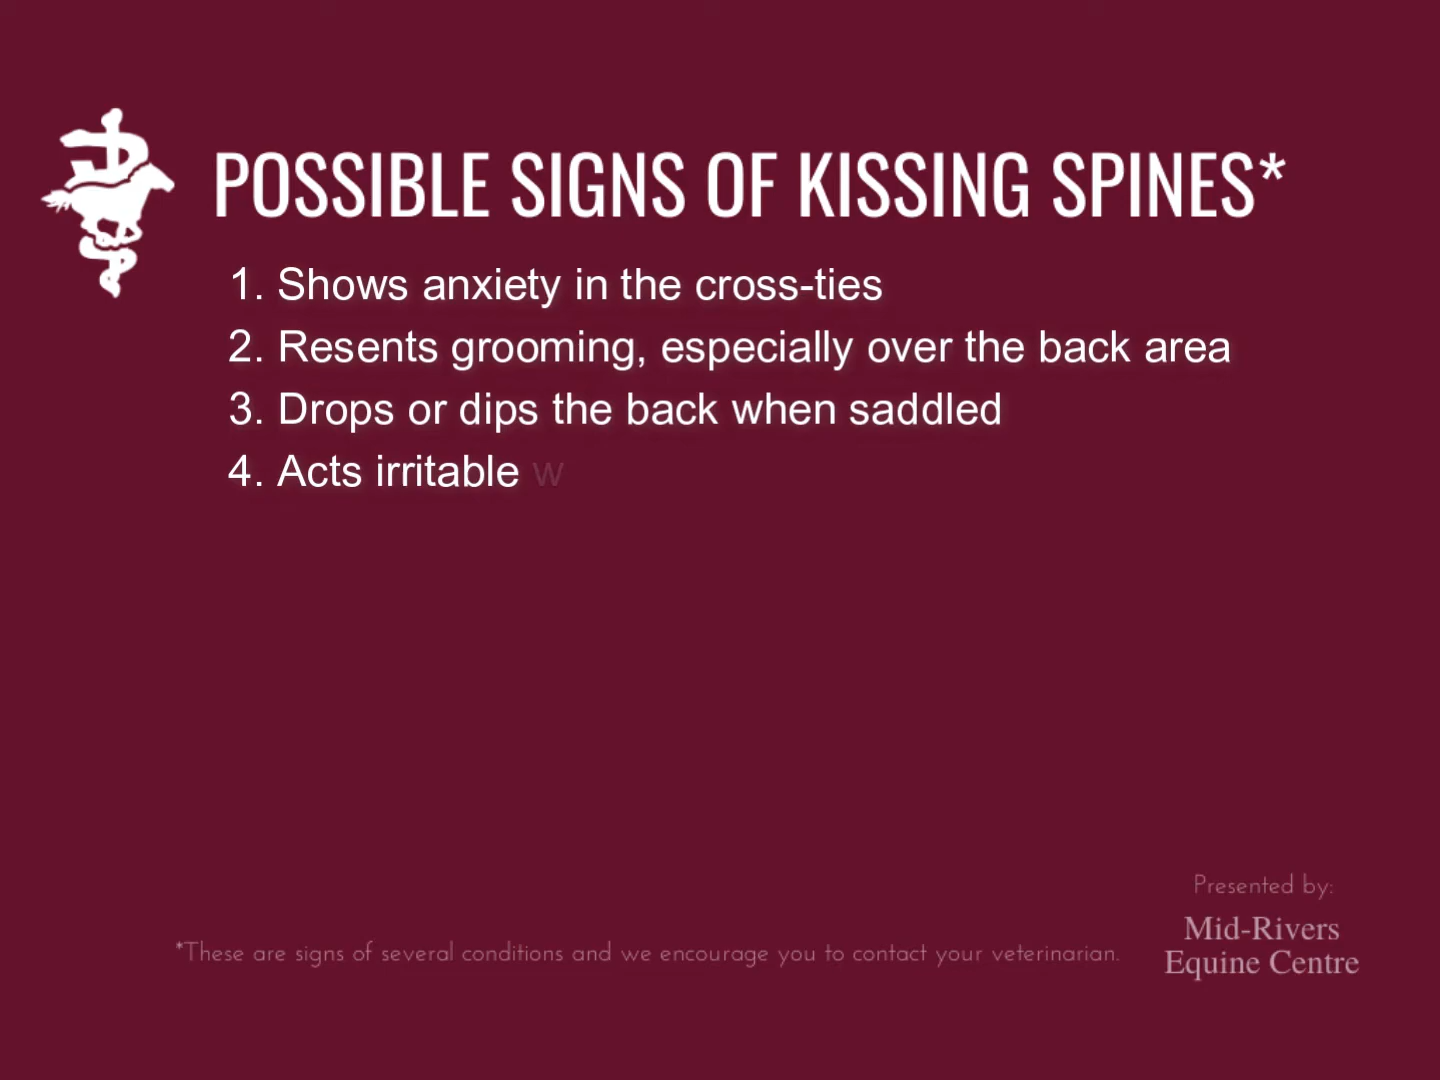 POSSIBLE SIGNS OF KISSING SPINES*
1. Shows anxiety in the cross-ties
2. Resents grooming, especially over the back area
3. Drops or dips the back when saddled
4. Acts irritable w
Presented by:
Mid-Rivers
Equine Centre
*These are signs of several conditions and we encourage you to contact your veterinarian.